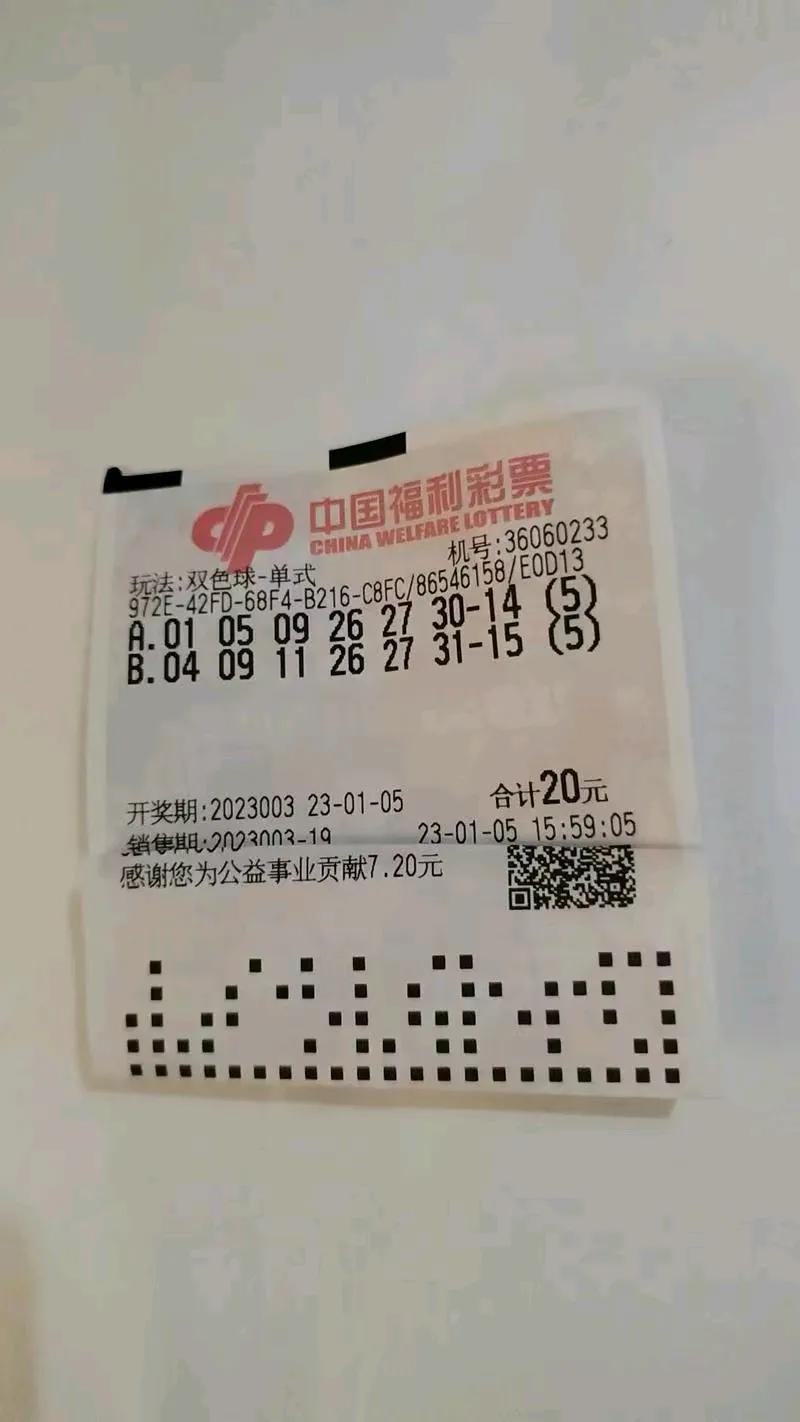 中国福利彩票
CHINA WELFARE LOTTERY
机号:36060233
玩法:双色球-单式
972E-42FD-68F4-B216-C8FC/86546158/E0D13
A.01 05 09 26 27 30-14 (5)
B.04 09 11 26 27 31-15 (5)
合计20元
开奖期:2023003 23-01-05
销售期:2023003-19 23-01-05 15:59:05
感谢您为公益事业贡献7.20元